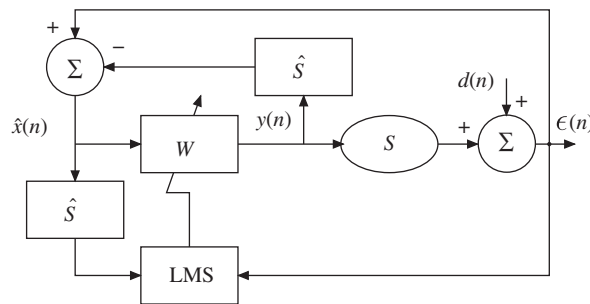 +
Σ
−
Ŝ
d(n)
+
x̂(n)
W
y(n)
S
+
Σ
ϵ(n)
Ŝ
LMS